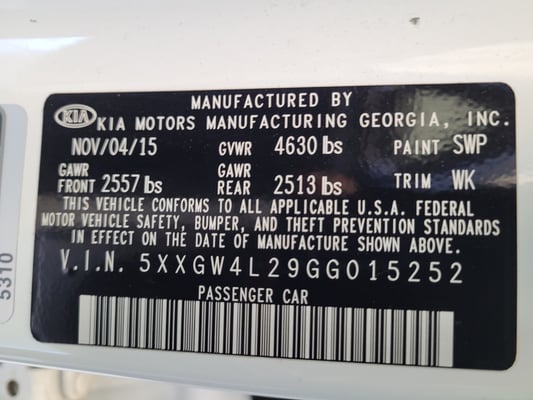 MANUFACTURED BY
KIA KIA MOTORS MANUFACTURING GEORGIA, INC.
NOV/04/15 GVWR 4630 lbs PAINT SWP
GAWR FRONT 2557 lbs GAWR REAR 2513 lbs TRIM WK
THIS VEHICLE CONFORMS TO ALL APPLICABLE U.S.A. FEDERAL
MOTOR VEHICLE SAFETY, BUMPER, AND THEFT PREVENTION STANDARDS
IN EFFECT ON THE DATE OF MANUFACTURE SHOWN ABOVE.
V.I.N. 5XXGW4L29GG015252
PASSENGER CAR
5310